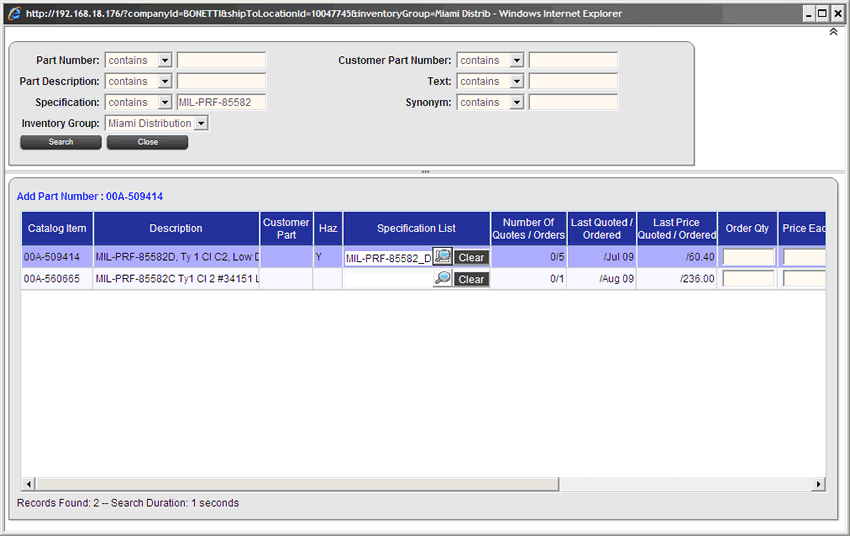 http://192.168.18.176/?companyId=BONETTI&shipToLocationId=10047745&inventoryGroup=Miami Distrib - Windows Internet Explorer
Part Number: contains Customer Part Number: contains
Part Description: contains Text: contains
Specification: contains MIL-PRF-85582 Synonym: contains
Inventory Group: Miami Distribution
Search Close
Add Part Number : 00A-509414
Catalog Item Description Customer Part Haz Specification List Number Of Quotes / Orders Last Quoted / Ordered Last Price Quoted / Ordered Order Qty Price Eac
00A-509414 MIL-PRF-85582D, Ty 1 Cl C2, Low D Y MIL-PRF-85582_D Clear 0/5 /Jul 09 /60.40
00A-560665 MIL-PRF-85582C Ty1 Cl 2 #34151 L Clear 0/1 /Aug 09 /236.00
Records Found: 2 -- Search Duration: 1 seconds